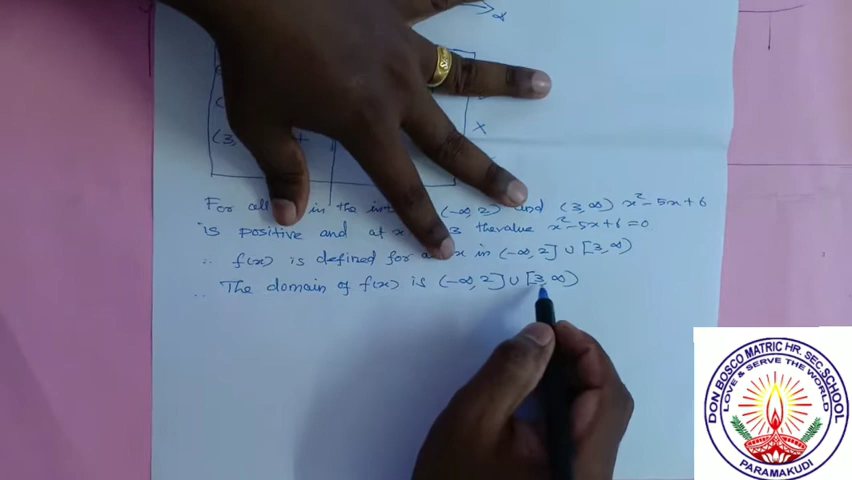 x
(3,
+
X
For all in the (-∞, 2) and (3, ∞) x² - 5x + 6
is positive and at x 3 the value x² - 5x + 6 = 0
∴ f(x) is defined for x in (-∞, 2] ∪ [3, ∞)
∴ The domain of f(x) is (-∞, 2] ∪ [3, ∞)
DON BOSCO MATRIC HR. SEC. SCHOOL
LOVE & SERVE THE WORLD
PARAMAKUDI